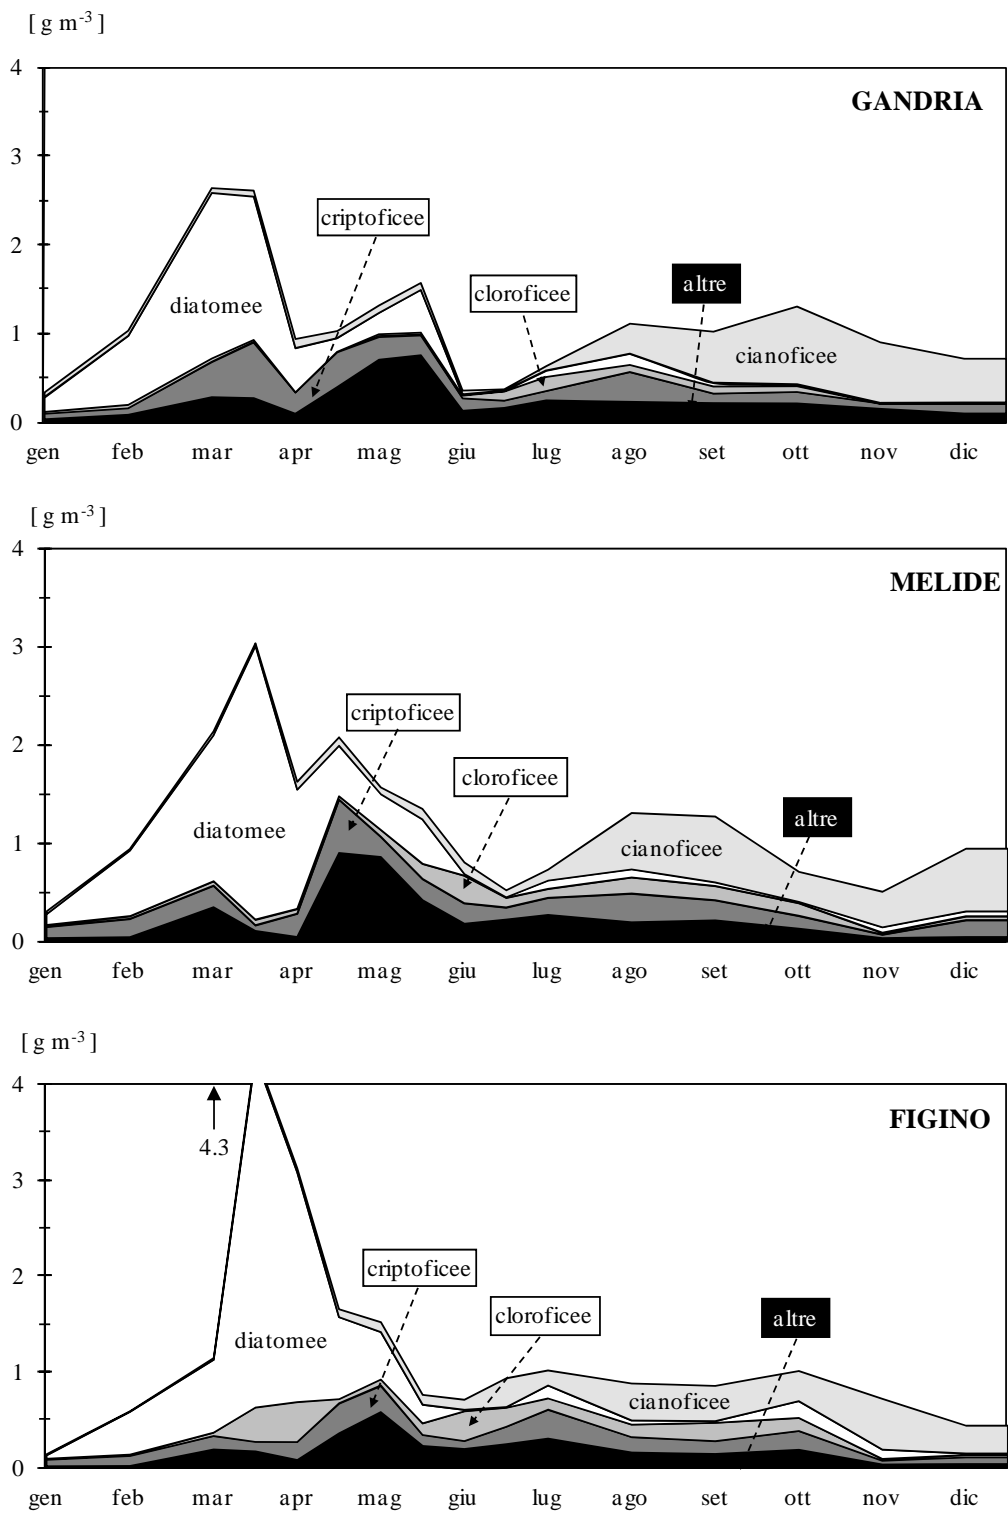 [ g m-3 ]
4
GANDRIA
3
criptoficee
2
cloroficee
altre
diatomee
1
cianoficee
0
gen feb mar apr mag giu lug ago set ott nov dic
[ g m-3 ]
4
MELIDE
3
criptoficee
2
cloroficee
altre
diatomee
1
cianoficee
0
gen feb mar apr mag giu lug ago set ott nov dic
[ g m-3 ]
4
FIGINO
4.3
3
criptoficee
2
cloroficee
altre
diatomee
1
cianoficee
0
gen feb mar apr mag giu lug ago set ott nov dic